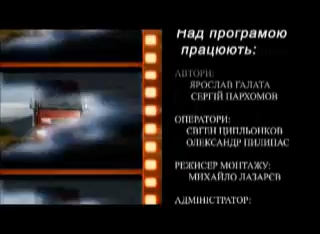 Над програмою
працюють:
АВТОРИ:
ЯРОСЛАВ ГАЛАТА
СЕРГІЙ ПАРХОМОВ
ОПЕРАТОРИ:
ЄВГЕН ЦИПЛЬОНКОВ
ОЛЕКСАНДР ПИЛИПАС
РЕЖИСЕР МОНТАЖУ:
МИХАЙЛО ЛАЗАРЄВ
АДМІНІСТРАТОР: